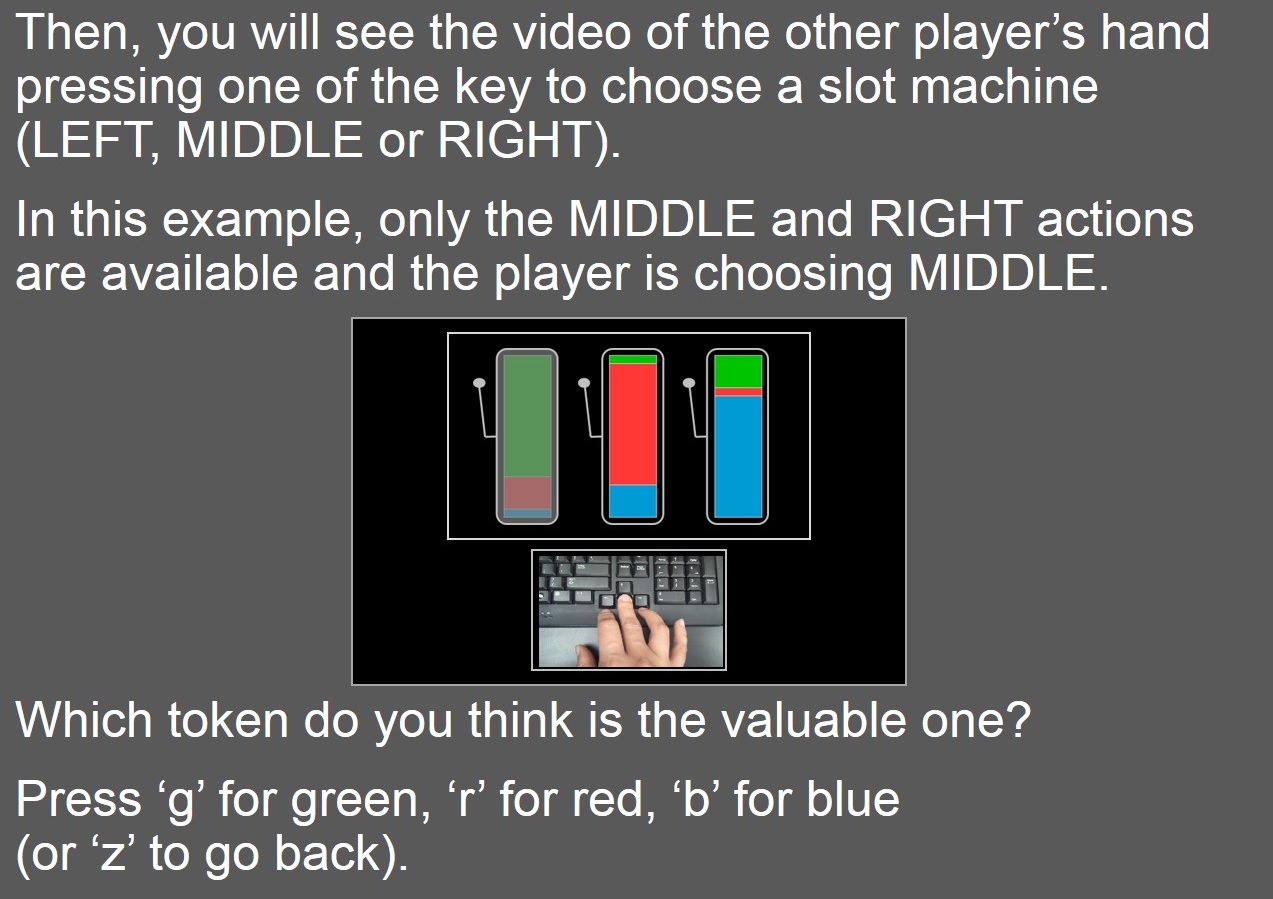 Then, you will see the video of the other player’s hand
pressing one of the key to choose a slot machine
(LEFT, MIDDLE or RIGHT).
In this example, only the MIDDLE and RIGHT actions
are available and the player is choosing MIDDLE.
Which token do you think is the valuable one?
Press ‘g’ for green, ‘r’ for red, ‘b’ for blue
(or ‘z’ to go back).